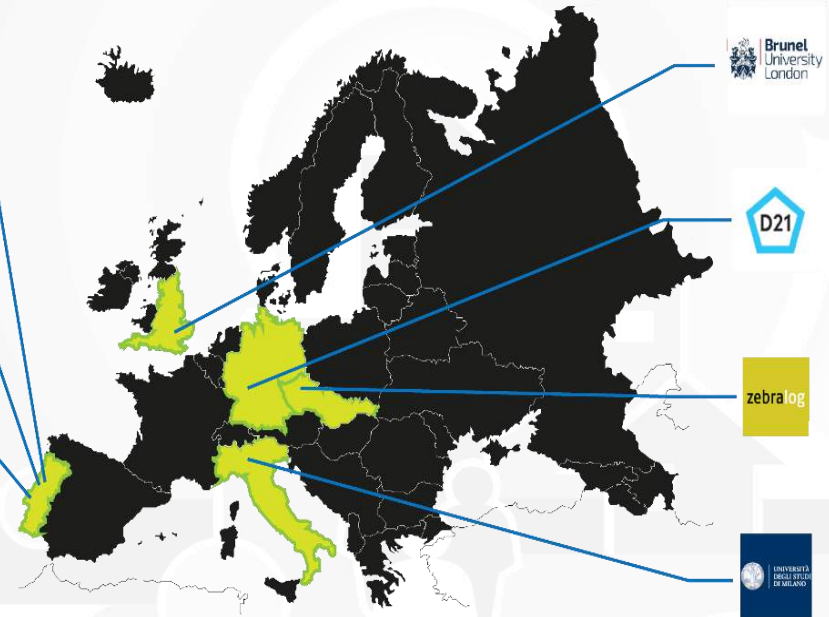 Brunel
University
London
D21
zebralog
UNIVERSITÀ
DEGLI STUDI
DI MILANO